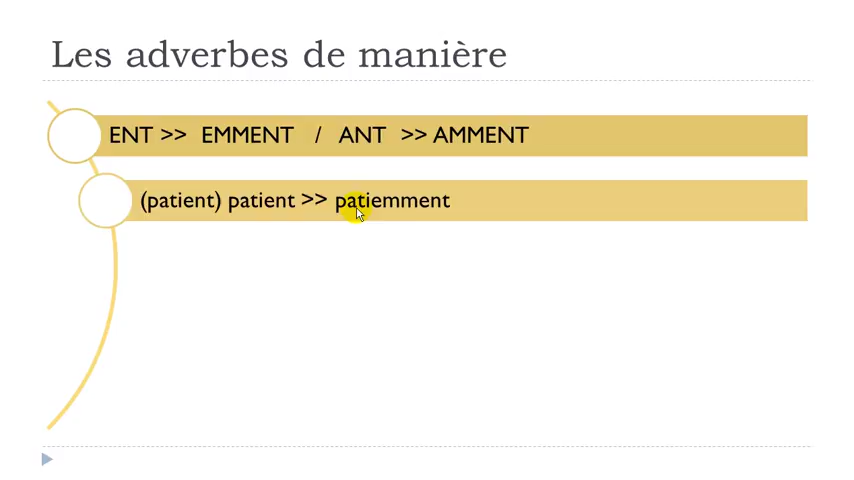 Les adverbes de manière
ENT >> EMMENT / ANT >> AMMENT
(patient) patient >> patiemment